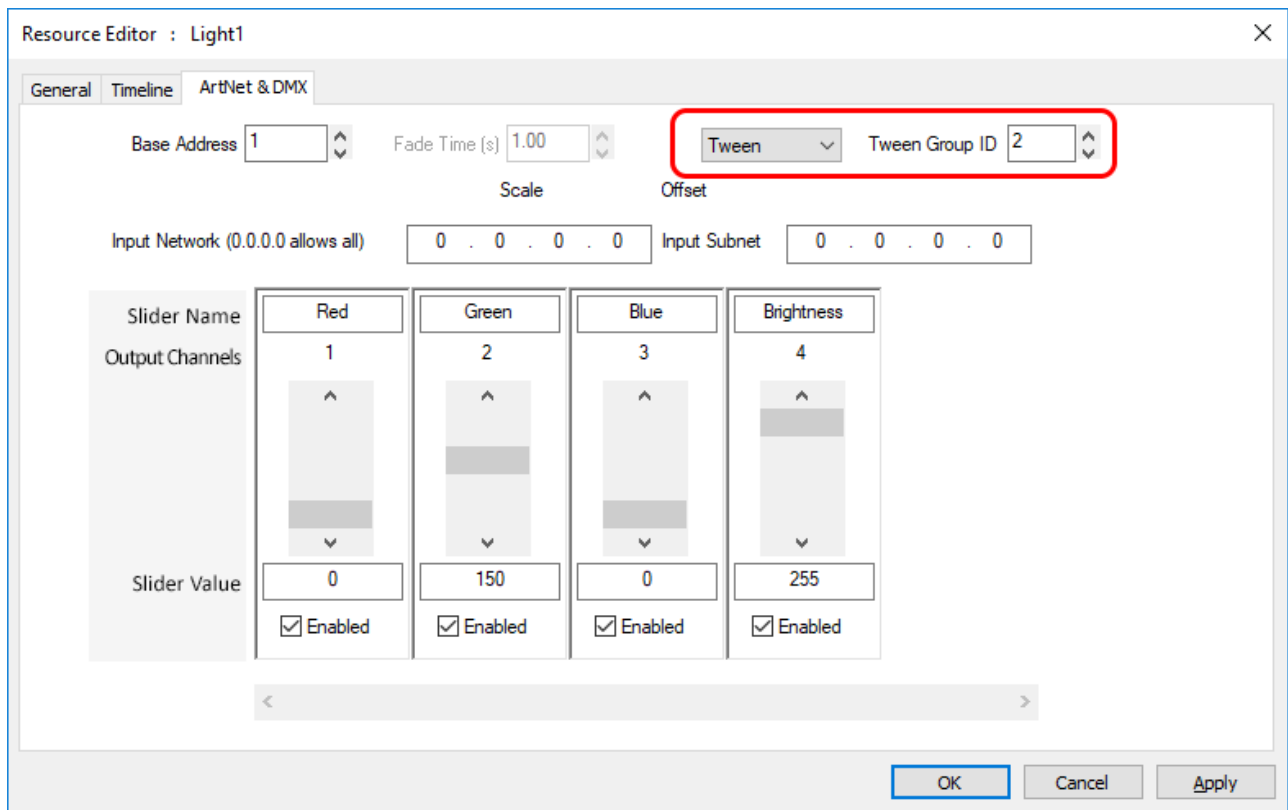 Resource Editor : Light1
General Timeline ArtNet & DMX
Base Address 1 Fade Time (s) 1.00 Tween Tween Group ID 2
Scale Offset
Input Network (0.0.0.0 allows all) 0 . 0 . 0 . 0 Input Subnet 0 . 0 . 0 . 0
Slider Name Red Green Blue Brightness
Output Channels 1 2 3 4
Slider Value 0 150 0 255
Enabled Enabled Enabled Enabled
OK Cancel Apply